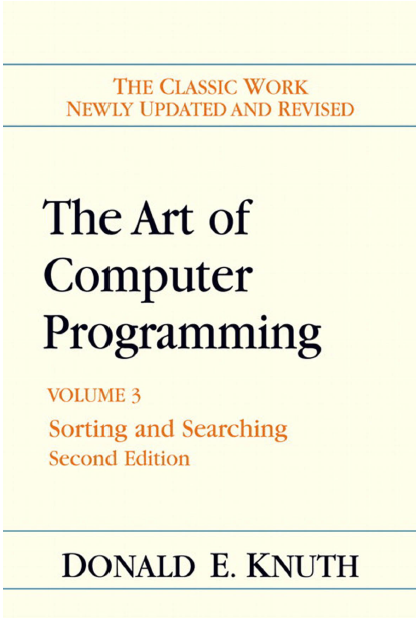 THE CLASSIC WORK
NEWLY UPDATED AND REVISED
The Art of
Computer
Programming
VOLUME 3
Sorting and Searching
Second Edition
DONALD E. KNUTH